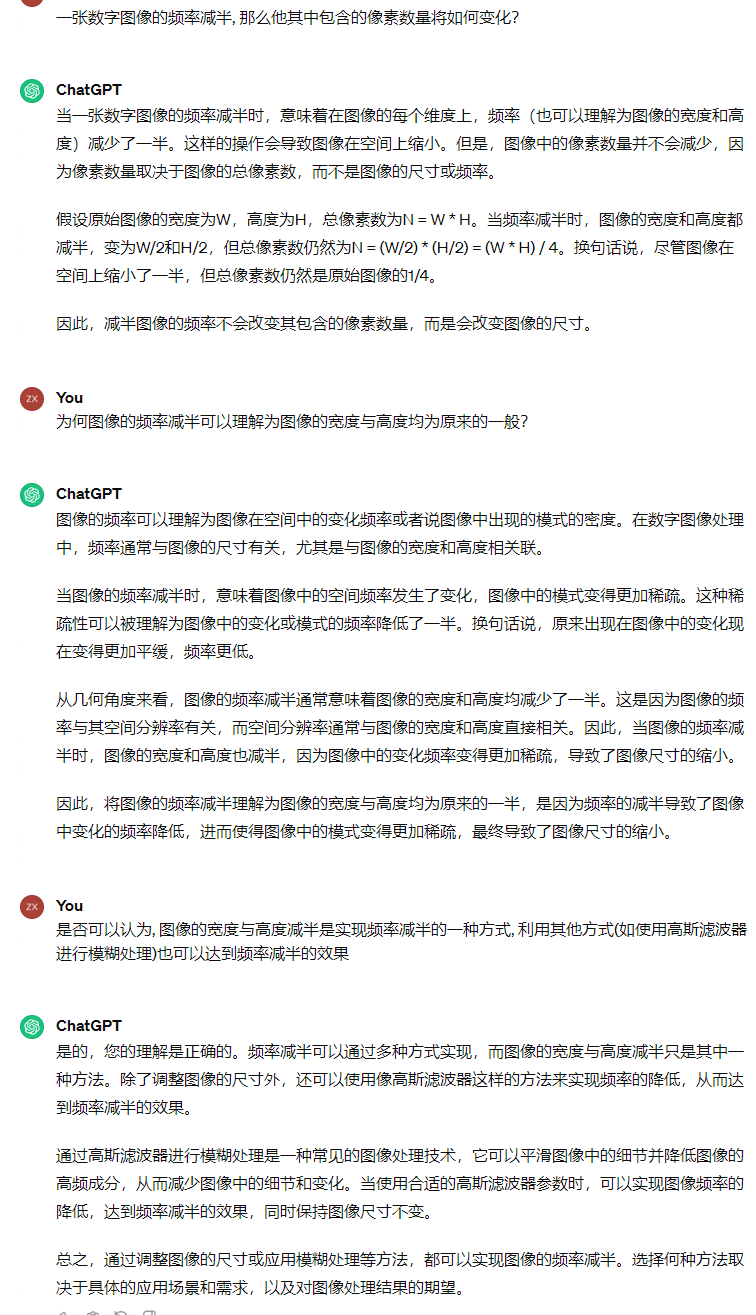 一张数字图像的频率减半, 那么他其中包含的像素数量将如何变化?
ChatGPT
当一张数字图像的频率减半时，意味着在图像的每个维度上，频率（也可以理解为图像的宽度和高
度）减少了一半。这样的操作会导致图像在空间上缩小。但是，图像中的像素数量并不会减少，因
为像素数量取决于图像的总像素数，而不是图像的尺寸或频率。
假设原始图像的宽度为W，高度为H，总像素数为N = W * H。当频率减半时，图像的宽度和高度都
减半，变为W/2和H/2，但总像素数仍然为N = (W/2) * (H/2) = (W * H) / 4。换句话说，尽管图像在
空间上缩小了一半，但总像素数仍然是原始图像的1/4。
因此，减半图像的频率不会改变其包含的像素数量，而是会改变图像的尺寸。
ZX
You
为何图像的频率减半可以理解为图像的宽度与高度均为原来的一般?
ChatGPT
图像的频率可以理解为图像在空间中的变化频率或者说图像中出现的模式的密度。在数字图像处理
中，频率通常与图像的尺寸有关，尤其是与图像的宽度和高度相关联。
当图像的频率减半时，意味着图像中的空间频率发生了变化，图像中的模式变得更加稀疏。这种稀
疏性可以被理解为图像中的变化或模式的频率降低了一半。换句话说，原来出现在图像中的变化现
在变得更加平缓，频率更低。
从几何角度来看，图像的频率减半通常意味着图像的宽度和高度均减少了一半。这是因为图像的频
率与其空间分辨率有关，而空间分辨率通常与图像的宽度和高度直接相关。因此，当图像的频率减
半时，图像的宽度和高度也减半，因为图像中的变化频率变得更加稀疏，导致了图像尺寸的缩小。
因此，将图像的频率减半理解为图像的宽度与高度均为原来的一半，是因为频率的减半导致了图像
中变化的频率降低，进而使得图像中的模式变得更加稀疏，最终导致了图像尺寸的缩小。
ZX
You
是否可以认为, 图像的宽度与高度减半是实现频率减半的一种方式, 利用其他方式(如使用高斯滤波器
进行模糊处理)也可以达到频率减半的效果
ChatGPT
是的，您的理解是正确的。频率减半可以通过多种方式实现，而图像的宽度与高度减半只是其中一
种方法。除了调整图像的尺寸外，还可以使用像高斯滤波器这样的方法来实现频率的降低，从而达
到频率减半的效果。
通过高斯滤波器进行模糊处理是一种常见的图像处理技术，它可以平滑图像中的细节并降低图像的
高频成分，从而减少图像中的细节和变化。当使用合适的高斯滤波器参数时，可以实现图像频率的
降低，达到频率减半的效果，同时保持图像尺寸不变。
总之，通过调整图像的尺寸或应用模糊处理等方法，都可以实现图像的频率减半。选择何种方法取
决于具体的应用场景和需求，以及对图像处理结果的期望。